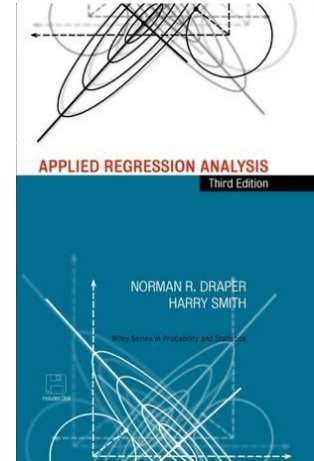 APPLIED REGRESSION ANALYSIS
Third Edition
NORMAN R. DRAPER
HARRY SMITH
Wiley Series in Probability and Statistics
Includes Disk